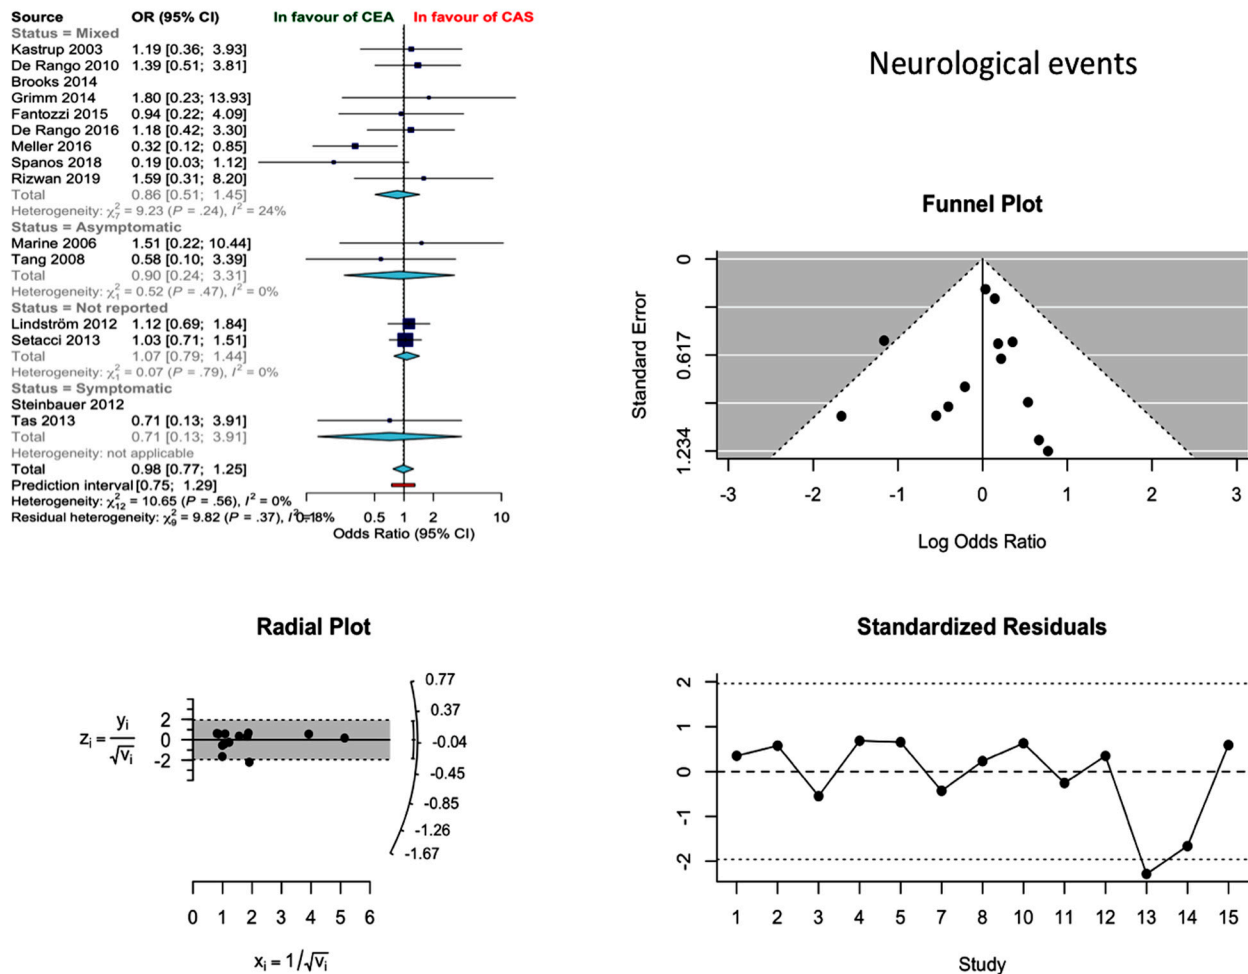 Source OR (95% CI) In favour of CEA In favour of CAS
Status = Mixed
Kastrup 2003 1.19 [0.36; 3.93]
De Rango 2010 1.39 [0.51; 3.81]
Brooks 2014
Grimm 2014 1.80 [0.23; 13.93]
Fantozzi 2015 0.94 [0.22; 4.09]
De Rango 2016 1.18 [0.42; 3.30]
Meller 2016 0.32 [0.12; 0.85]
Spanos 2018 0.19 [0.03; 1.12]
Rizwan 2019 1.59 [0.31; 8.20]
Total 0.86 [0.51; 1.45]
Heterogeneity: χ²₇ = 9.23 (P = .24), I² = 24%
Status = Asymptomatic
Marine 2006 1.51 [0.22; 10.44]
Tang 2008 0.58 [0.10; 3.39]
Total 0.90 [0.24; 3.31]
Heterogeneity: χ²₁ = 0.52 (P = .47), I² = 0%
Status = Not reported
Lindström 2012 1.12 [0.69; 1.84]
Setacci 2013 1.03 [0.71; 1.51]
Total 1.07 [0.79; 1.44]
Heterogeneity: χ²₁ = 0.07 (P = .79), I² = 0%
Status = Symptomatic
Steinbauer 2012
Tas 2013 0.71 [0.13; 3.91]
Total 0.71 [0.13; 3.91]
Heterogeneity: not applicable
Total 0.98 [0.77; 1.25]
Prediction interval [0.75; 1.29]
Heterogeneity: χ²₁₂ = 10.65 (P = .56), I² = 0%
Residual heterogeneity: χ²₉ = 9.82 (P = .37), I
0.1 0.5 1 2 10
Odds Ratio (95% CI)
Neurological events
Funnel Plot
Standard Error
0
0.617
1.234
-3 -2 -1 0 1 2 3
Log Odds Ratio
Radial Plot
zᵢ = yᵢ / √vᵢ
2
0
-2
0.77
0.37
-0.04
-0.45
-0.85
-1.26
-1.67
0 1 2 3 4 5 6
xᵢ = 1/√vᵢ
Standardized Residuals
2
1
0
-1
-2
1 2 3 4 5 7 8 10 11 12 13 14 15
Study